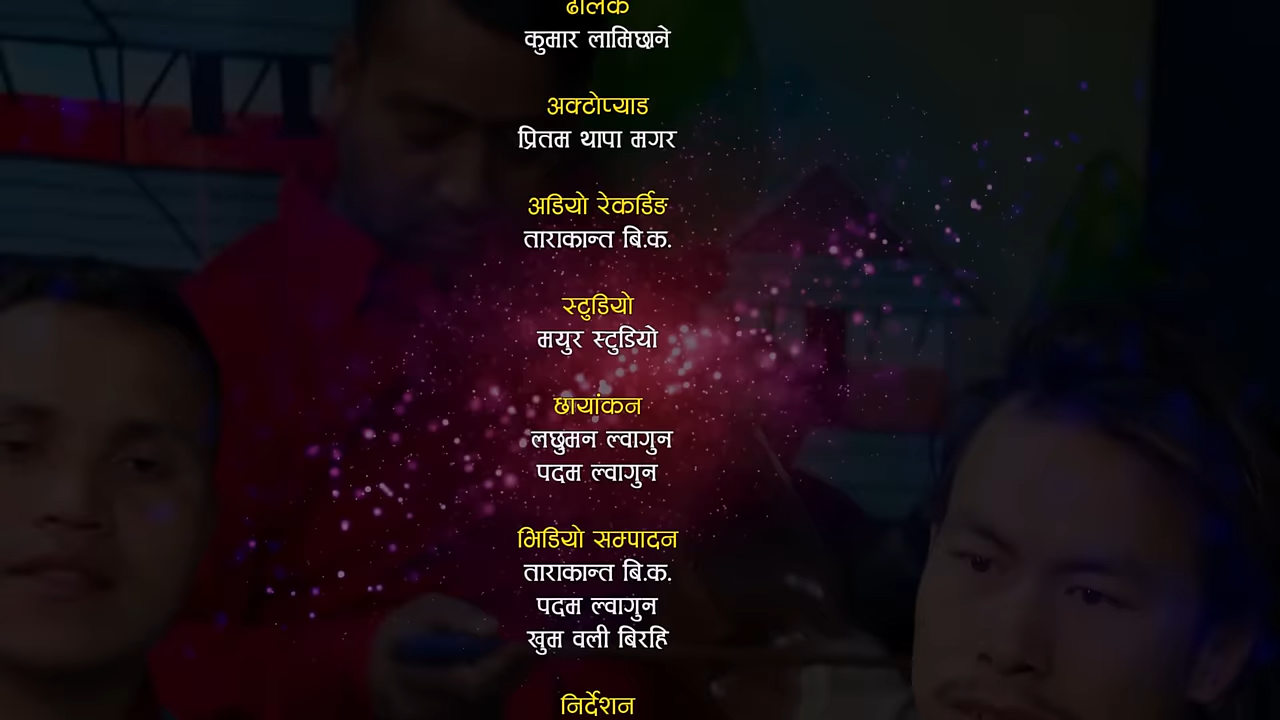 ढोलक
कुमार लामिछाने
अक्टोप्याड
प्रितम थापा मगर
अडियो रेकर्डिङ
ताराकान्त बि.क.
स्टुडियो
मयुर स्टुडियो
छायांकन
लछुमन ल्वागुन
पदम ल्वागुन
भिडियो सम्पादन
ताराकान्त बि.क.
पदम ल्वागुन
खुम वली बिरहि
निर्देशन